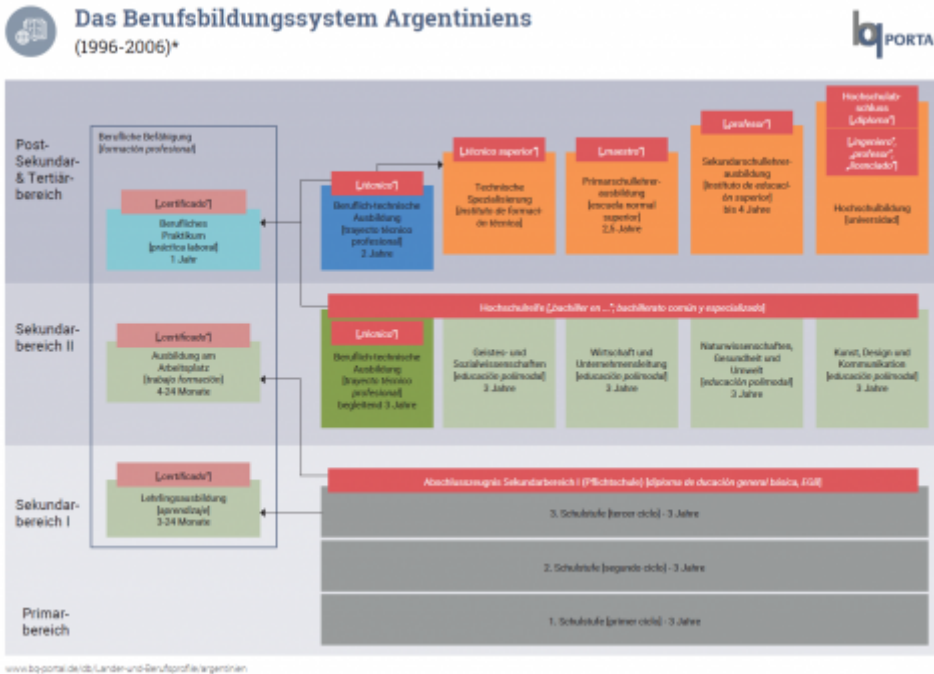 Das Berufsbildungssystem Argentiniens
(1996-2006)*
bq PORTA
Post-
Sekundar-
& Tertiär-
bereich
Berufliche Befähigung
[formación profesional]
[„certificado“]
Berufliches
Praktikum
[práctica laboral]
1 Jahr
[„técnico“]
Beruflich-technische
Ausbildung
[trayecto técnico
profesional]
2 Jahre
[„técnico superior“]
Technische
Spezialisierung
[instituto de formaci-
ón técnica]
[„maestro“]
Primarschullehrer-
ausbildung
[escuela normal
superior]
2,5 Jahre
[„profesor“]
Sekundarschullehrer-
ausbildung
[instituto de educaci-
ón superior]
bis 4 Jahre
Hochschulab-
schluss
[„diploma“]
[„ingeniero“,
„profesor“,
„licenciado“]
Hochschulbildung
[universidad]
Sekundar-
bereich II
[„certificado“]
Ausbildung am
Arbeitsplatz
[trabajo formación]
4-24 Monate
Hochschulreife [„bachiller en ...“; bachillerato común y especializado]
[„técnico“]
Beruflich-technische
Ausbildung
[trayecto técnico
profesional]
begleitend 3 Jahre
Geistes- und
Sozialwissenschaften
[educación polimodal]
3 Jahre
Wirtschaft und
Unternehmensleitung
[educación polimodal]
3 Jahre
Naturwissenschaften,
Gesundheit und
Umwelt
[educación polimodal]
3 Jahre
Kunst, Design und
Kommunikation
[educación polimodal]
3 Jahre
Sekundar-
bereich I
[„certificado“]
Lehrlingsausbildung
[aprendizaje]
3-24 Monate
Abschlusszeugnis Sekundarbereich I (Pflichtschule) [diploma de ducación general básica, EGB]
3. Schulstufe [tercer ciclo] - 3 Jahre
2. Schulstufe [segundo ciclo] - 3 Jahre
Primar-
bereich
1. Schulstufe [primer ciclo] - 3 Jahre
www.bq-portal.de/db/Länder-und-Berufsprofile/argentinien